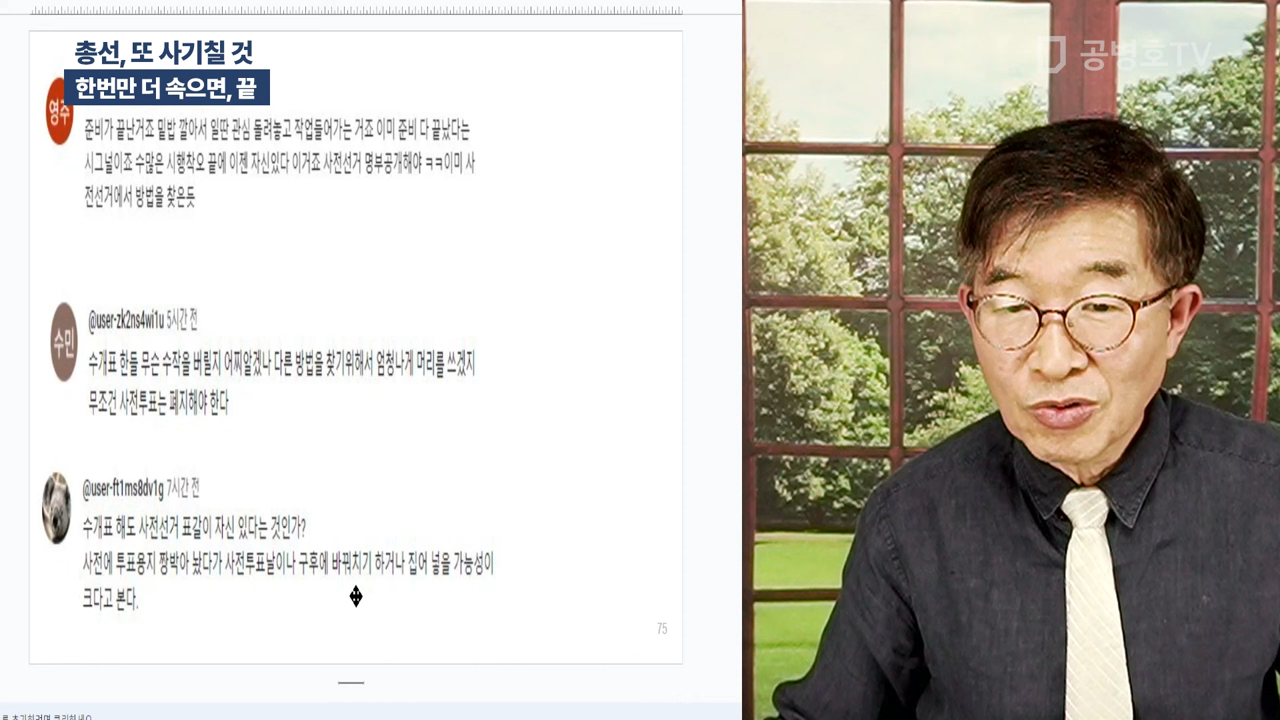 총선, 또 사기칠 것
한번만 더 속으면, 끝
공병호TV
영주
준비가 끝난거죠 밑밥 깔아서 일딴 관심 돌려놓고 작업들어가는 거죠 이미 준비 다 끝났다는
시그널이죠 수많은 시행착오 끝에 이젠 자신있다 이거죠 사전선거 명부공개해야 ㅋㅋ이미 사
전선거에서 방법을 찾은듯
수민
@user-zk2ns4wi1u 5시간 전
수개표 한들 무슨 수작을 버릴지 어찌알겠나 다른 방법을 찾기위해서 엄청나게 머리를 쓰겠지
무조건 사전투표는 폐지해야 한다
@user-ft1ms8dv1g 7시간 전
수개표 해도 사전선거 표갈이 자신 있다는 것인가?
사전에 투표용지 짱박아 놨다가 사전투표날이나 구후에 바꿔치기 하거나 집어 넣을 가능성이
크다고 본다.
75